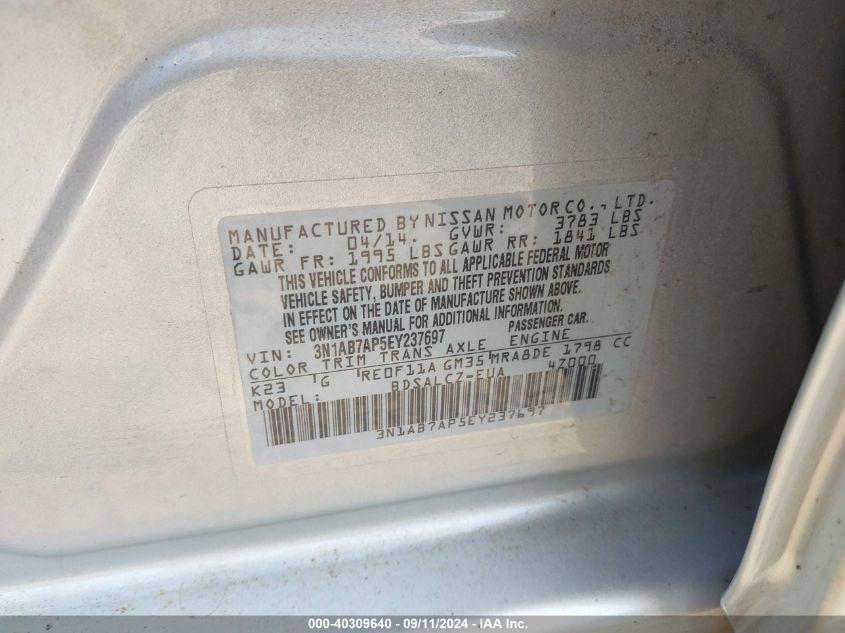 MANUFACTURED BY NISSAN MOTOR CO., LTD.
DATE: 04/14. GVWR: 3783 LBS
GAWR FR: 1995 LBS GAWR RR: 1841 LBS
THIS VEHICLE CONFORMS TO ALL APPLICABLE FEDERAL MOTOR
VEHICLE SAFETY, BUMPER AND THEFT PREVENTION STANDARDS
IN EFFECT ON THE DATE OF MANUFACTURE SHOWN ABOVE.
SEE OWNER'S MANUAL FOR ADDITIONAL INFORMATION.
VIN: 3N1AB7AP5EY237697 PASSENGER CAR.
COLOR TRIM TRANS AXLE ENGINE
K23 G RE0F11A GM35 MRA8DE 1798 CC
MODEL: BDSALCZ-EUA 4Z000
3N1AB7AP5EY237697
000-40309640 - 09/11/2024 - IAA Inc.